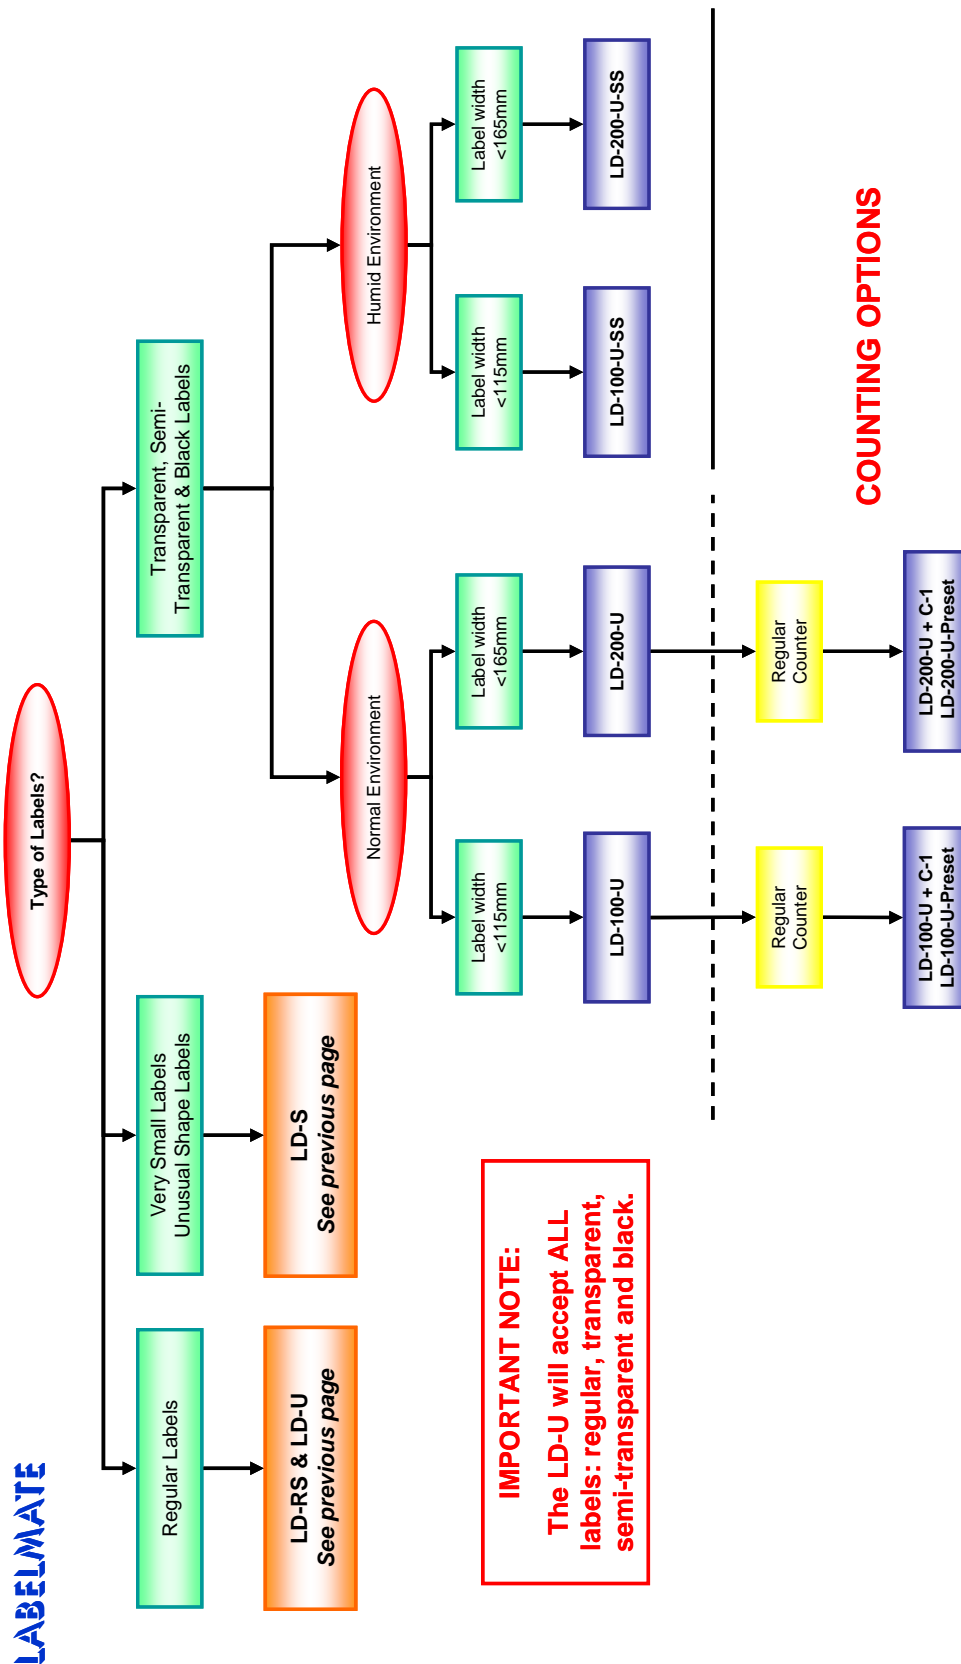 LABELMATE
Type of Labels?
Regular Labels
Very Small Labels
Unusual Shape Labels
Transparent, Semi-
Transparent & Black Labels
LD-RS & LD-U
See previous page
LD-S
See previous page
Normal Environment
Humid Environment
Label width
<115mm
Label width
<165mm
Label width
<115mm
Label width
<165mm
LD-100-U
LD-200-U
LD-100-U-SS
LD-200-U-SS
IMPORTANT NOTE:
The LD-U will accept ALL
labels: regular, transparent,
semi-transparent and black.
Regular
Counter
Regular
Counter
COUNTING OPTIONS
LD-100-U + C-1
LD-100-U-Preset
LD-200-U + C-1
LD-200-U-Preset